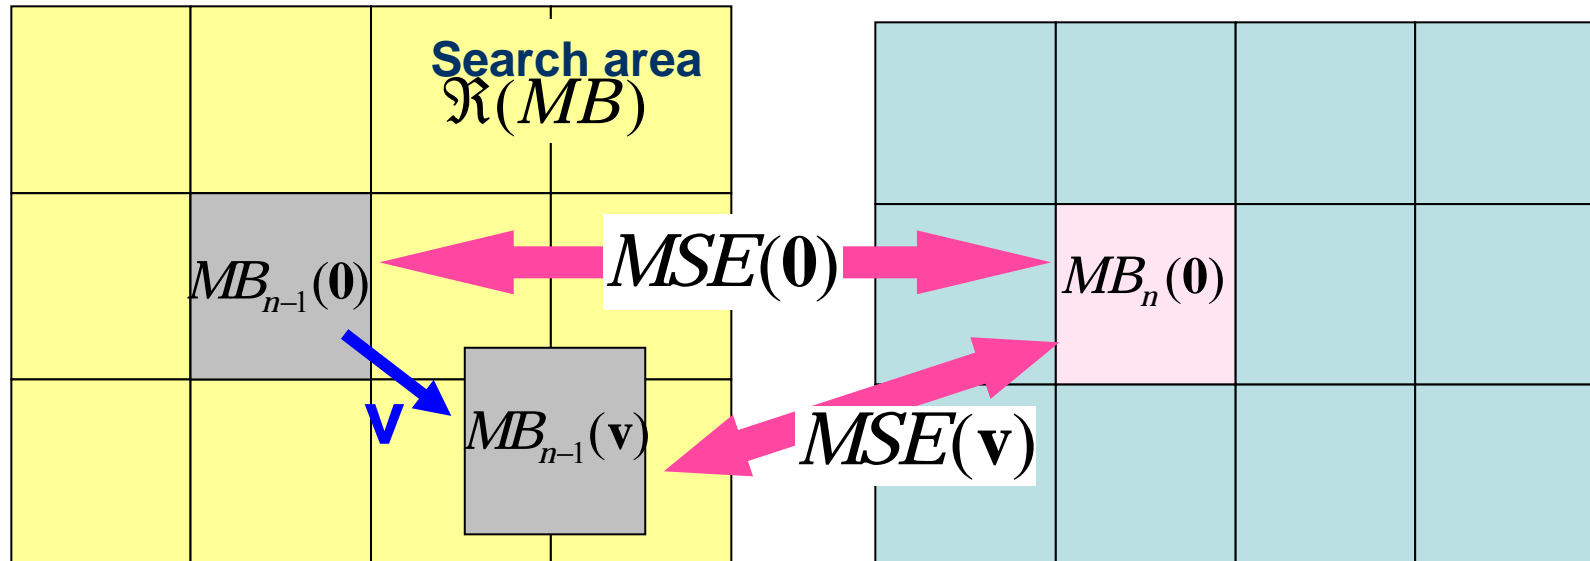 Search area
ℜ(MB)
MSE(0)
MB_{n-1}(0)
MB_n(0)
v
MB_{n-1}(v)
MSE(v)